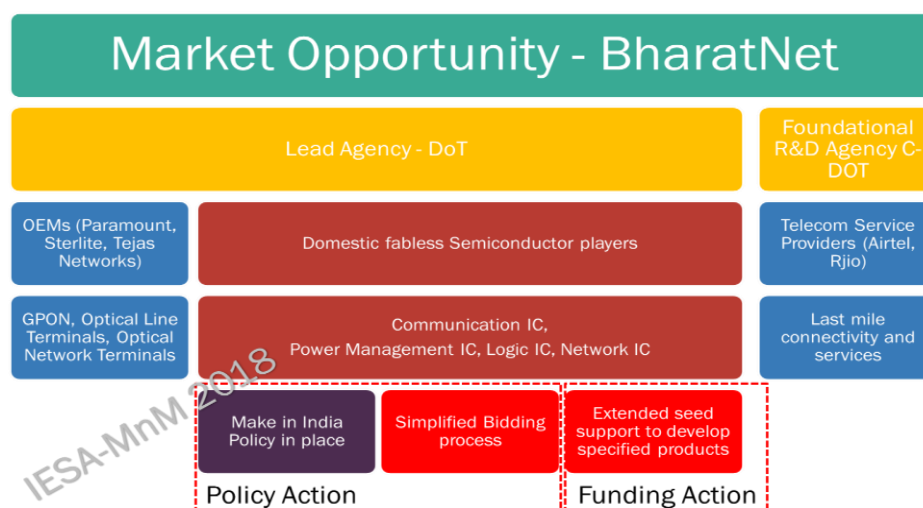 Market Opportunity - BharatNet
Lead Agency - DoT
Foundational
R&D Agency C-
DOT
OEMs (Paramount,
Sterlite, Tejas
Networks)
Domestic fabless Semiconductor players
Telecom Service
Providers (Airtel,
Rjio)
GPON, Optical Line
Terminals, Optical
Network Terminals
Communication IC,
Power Management IC, Logic IC, Network IC
Last mile
connectivity and
services
Make in India
Policy in place
Simplified Bidding
process
Extended seed
support to develop
specified products
Policy Action
Funding Action
IESA-MnM 2018